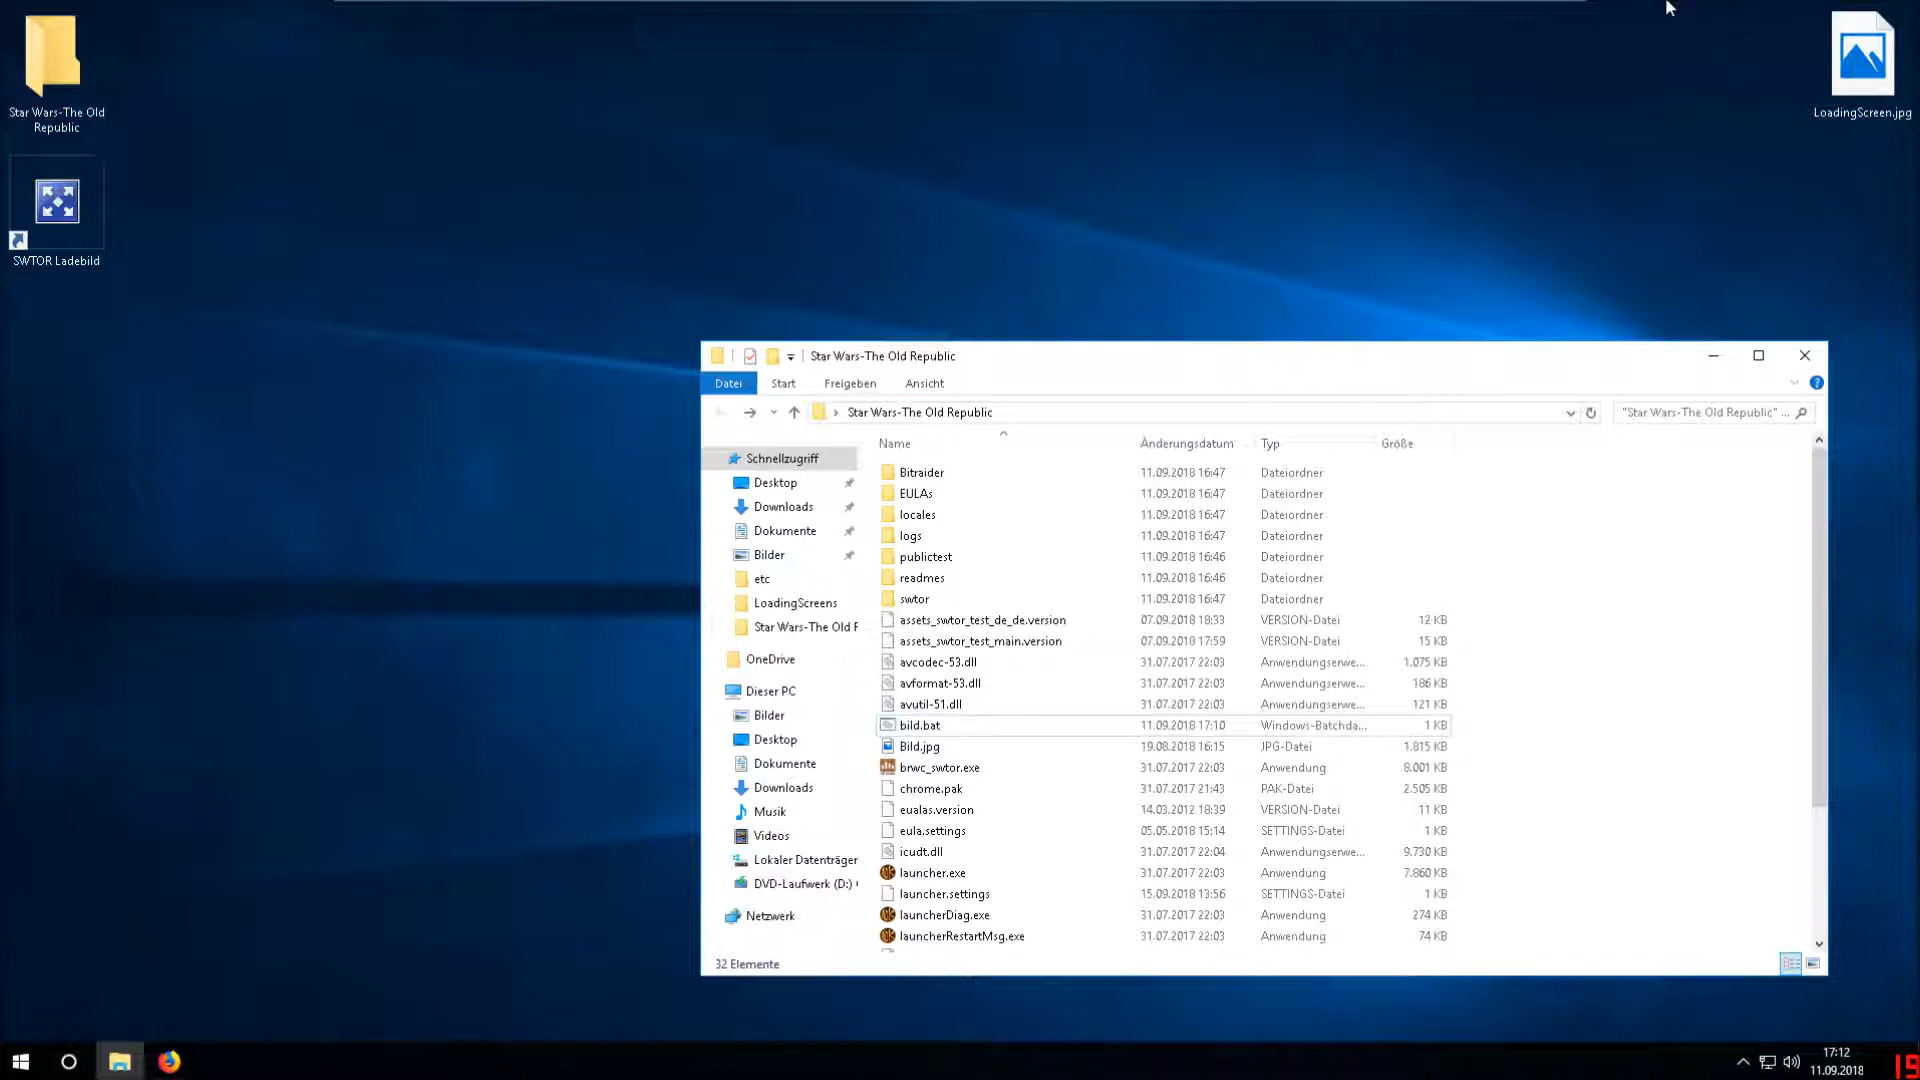 Star Wars-The Old
Republic
SWTOR Ladebild
LoadingScreen.jpg
Star Wars-The Old Republic
Datei Start Freigeben Ansicht
Star Wars-The Old Republic
"Star Wars-The Old Republic" ...
Name Änderungsdatum Typ Größe
Schnellzugriff
Desktop
Downloads
Dokumente
Bilder
etc
LoadingScreens
Star Wars-The Old R
OneDrive
Dieser PC
Bilder
Desktop
Dokumente
Downloads
Musik
Videos
Lokaler Datenträger
DVD-Laufwerk (D:)
Netzwerk
Bitraider 11.09.2018 16:47 Dateiordner
EULAs 11.09.2018 16:47 Dateiordner
locales 11.09.2018 16:47 Dateiordner
logs 11.09.2018 16:47 Dateiordner
publictest 11.09.2018 16:46 Dateiordner
readmes 11.09.2018 16:46 Dateiordner
swtor 11.09.2018 16:47 Dateiordner
assets_swtor_test_de_de.version 07.09.2018 18:33 VERSION-Datei 12 KB
assets_swtor_test_main.version 07.09.2018 17:59 VERSION-Datei 15 KB
avcodec-53.dll 31.07.2017 22:03 Anwendungserwe... 1.075 KB
avformat-53.dll 31.07.2017 22:03 Anwendungserwe... 186 KB
avutil-51.dll 31.07.2017 22:03 Anwendungserwe... 121 KB
bild.bat 11.09.2018 17:10 Windows-Batchda... 1 KB
Bild.jpg 19.08.2018 16:15 JPG-Datei 1.815 KB
brwc_swtor.exe 31.07.2017 22:03 Anwendung 8.001 KB
chrome.pak 31.07.2017 21:43 PAK-Datei 2.505 KB
eualas.version 14.03.2012 18:39 VERSION-Datei 11 KB
eula.settings 05.05.2018 15:14 SETTINGS-Datei 1 KB
icudt.dll 31.07.2017 22:04 Anwendungserwe... 9.730 KB
launcher.exe 31.07.2017 22:03 Anwendung 7.860 KB
launcher.settings 15.09.2018 13:56 SETTINGS-Datei 1 KB
launcherDiag.exe 31.07.2017 22:03 Anwendung 274 KB
launcherRestartMsg.exe 31.07.2017 22:03 Anwendung 74 KB
32 Elemente
17:12
11.09.2018
19